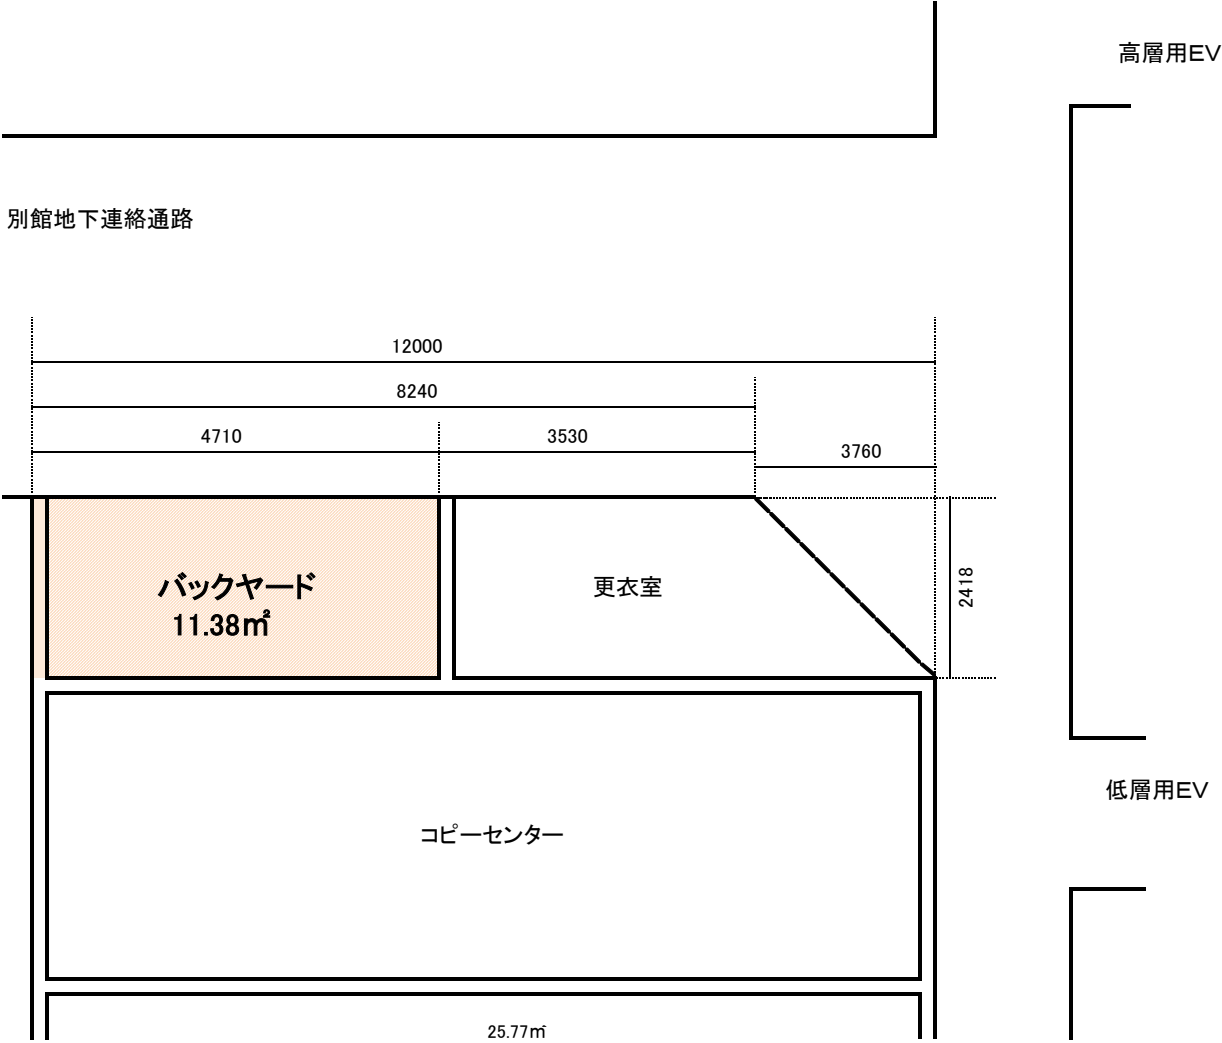 高層用EV
別館地下連絡通路
12000
8240
4710
3530
3760
バックヤード
11.38㎡
更衣室
2418
低層用EV
コピーセンター
25.77㎡